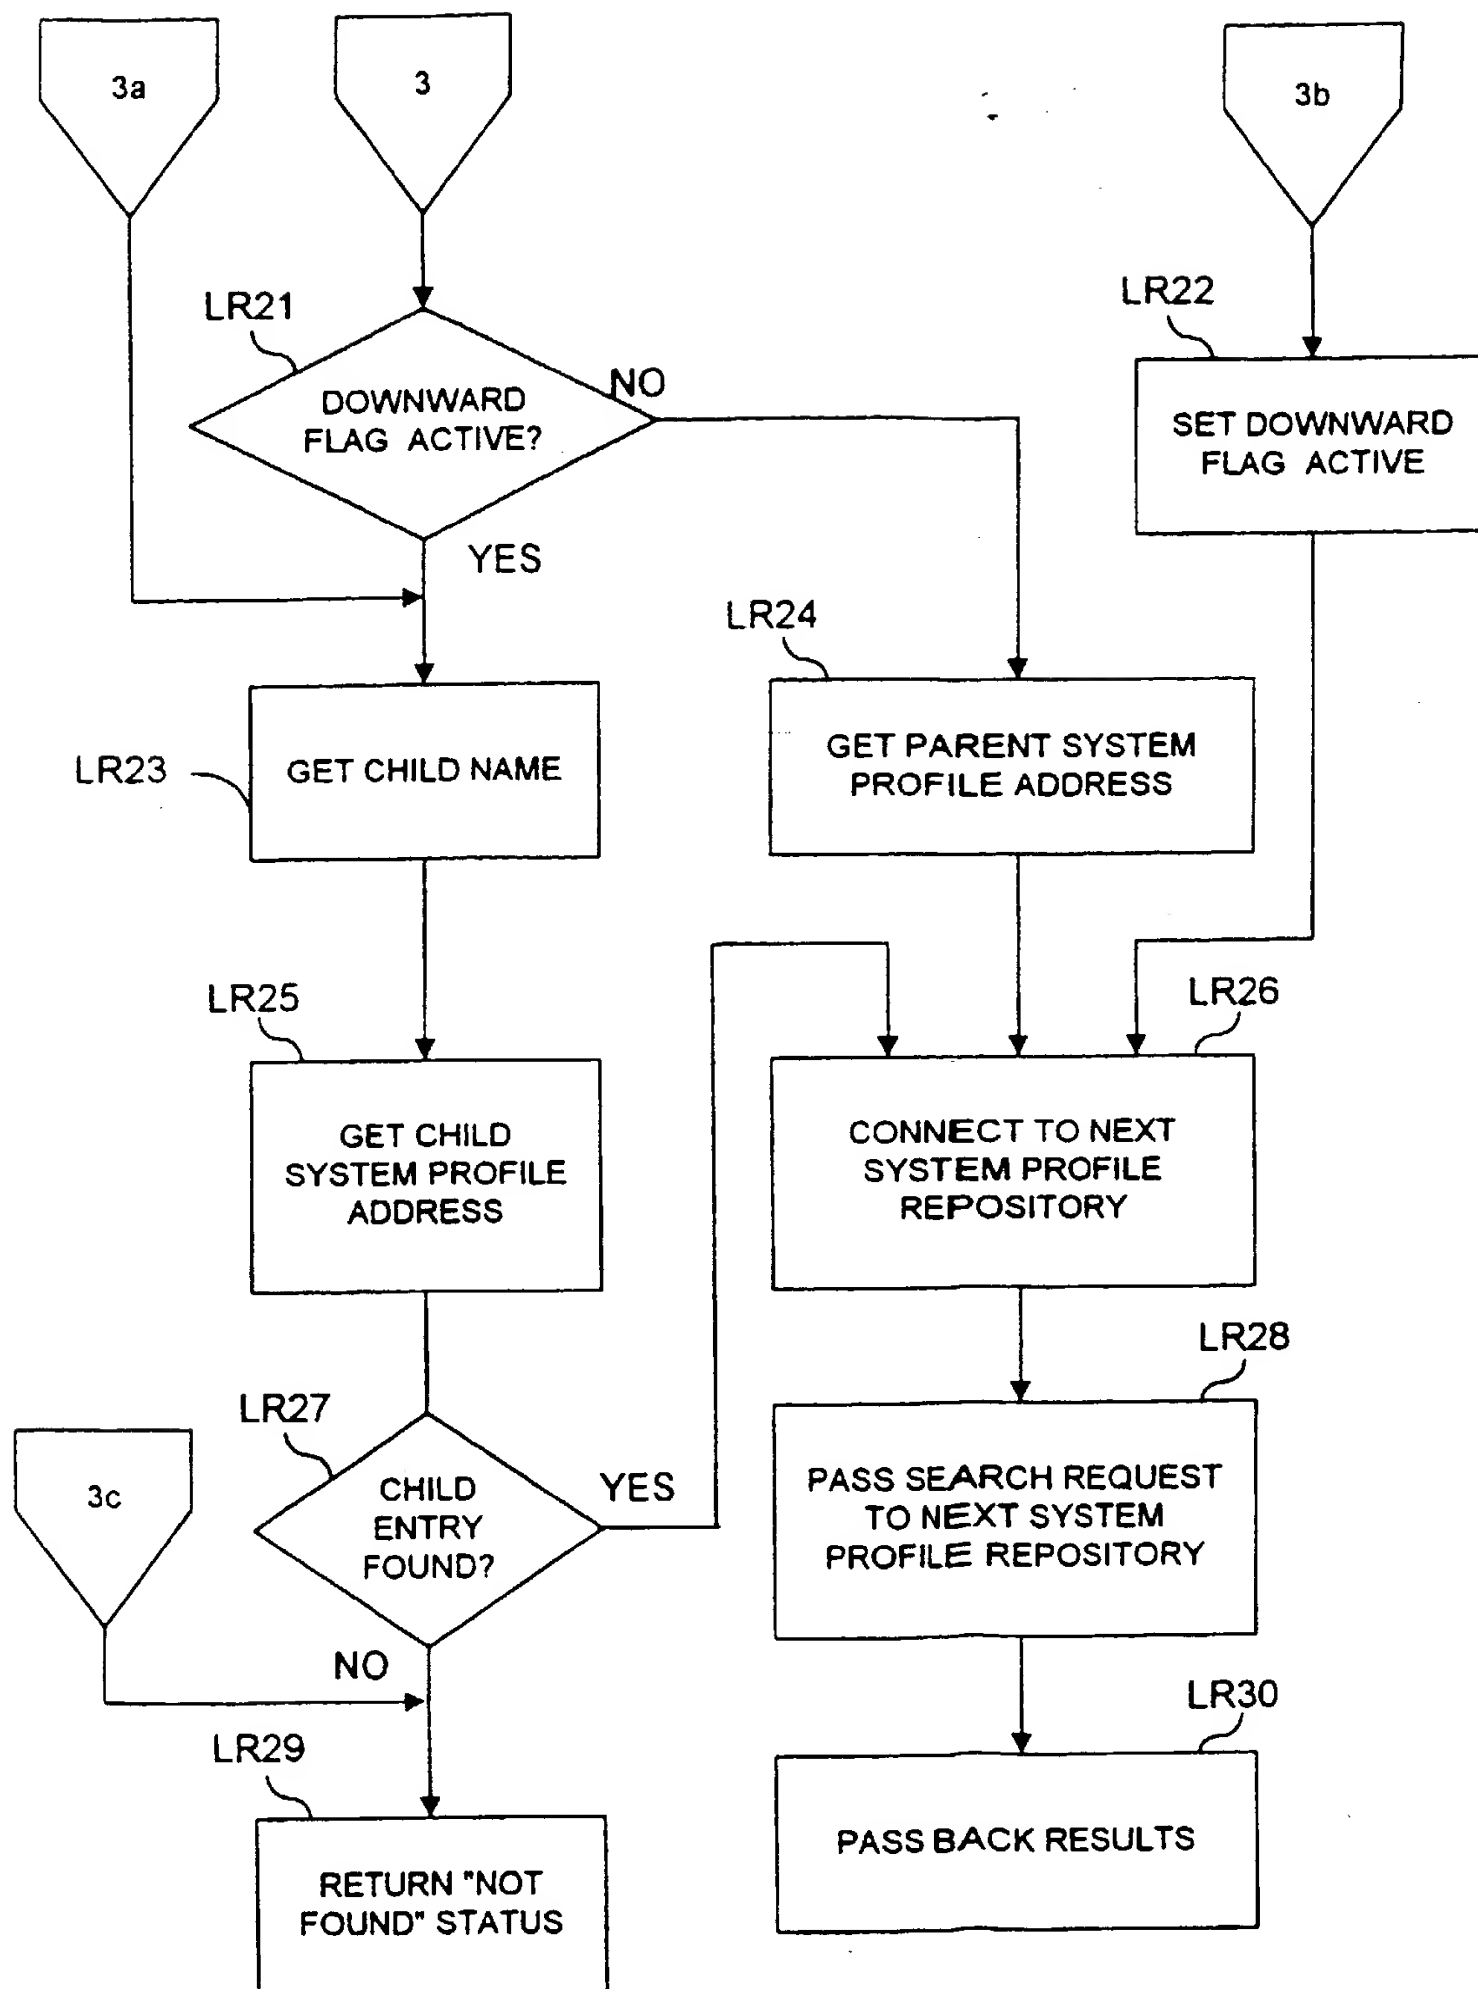 3a
3
3b
LR21
DOWNWARD
FLAG ACTIVE?
NO
YES
LR22
SET DOWNWARD
FLAG ACTIVE
LR23
GET CHILD NAME
LR24
GET PARENT SYSTEM
PROFILE ADDRESS
LR25
GET CHILD
SYSTEM PROFILE
ADDRESS
LR26
CONNECT TO NEXT
SYSTEM PROFILE
REPOSITORY
LR27
CHILD
ENTRY
FOUND?
YES
NO
3c
LR28
PASS SEARCH REQUEST
TO NEXT SYSTEM
PROFILE REPOSITORY
LR29
RETURN "NOT
FOUND" STATUS
LR30
PASS BACK RESULTS